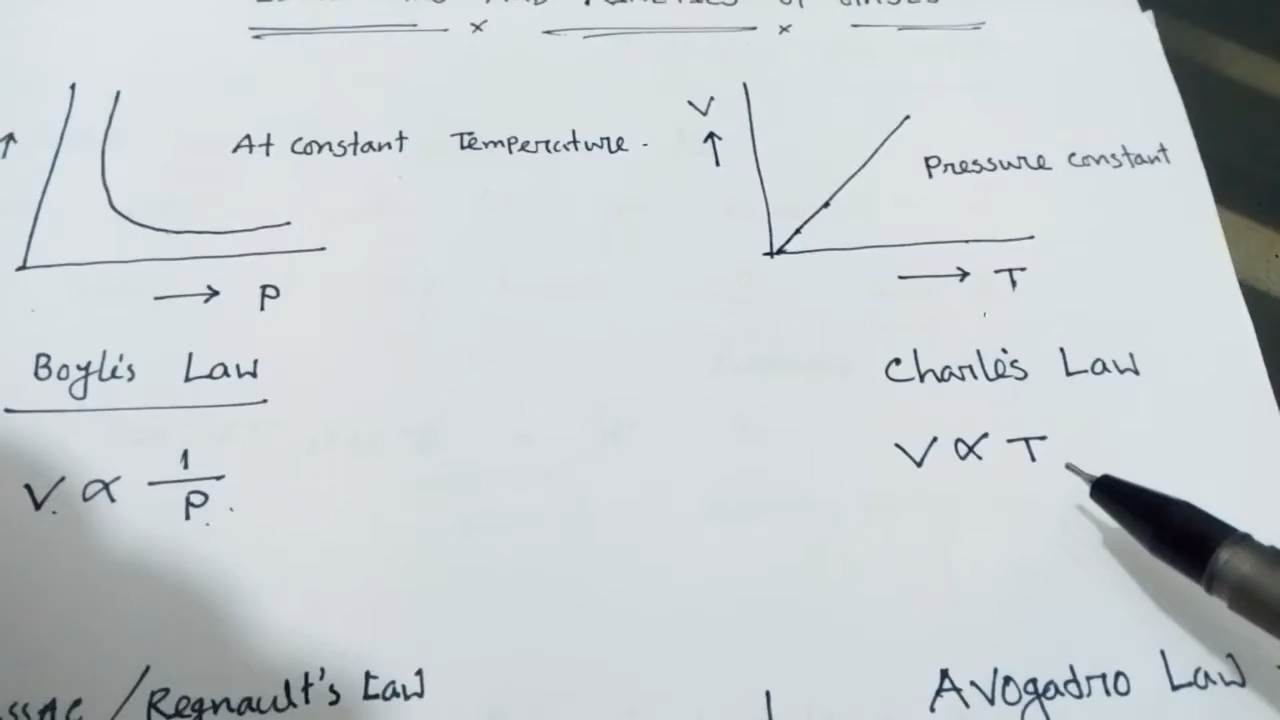 At constant Temperature.
V
↑
Pressure constant
→ P
→ T
Boyle's Law
Charle's Law
V ∝ 1/P
V ∝ T
/Regnault's Law
Avogadro Law